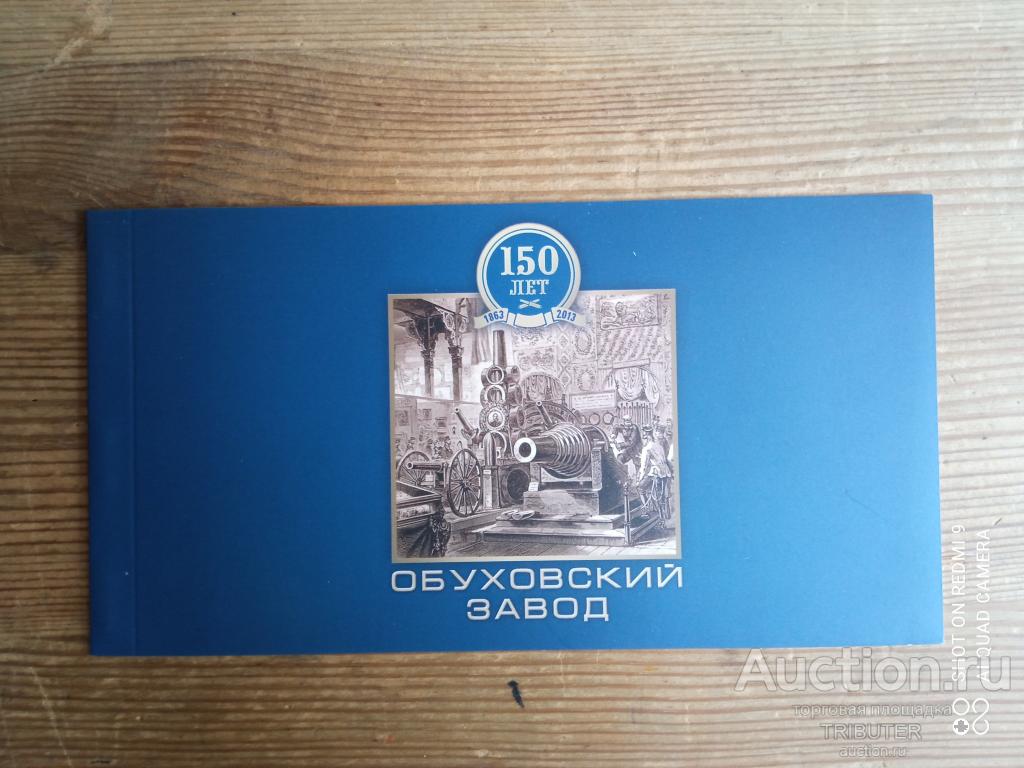 150
ЛЕТ
1863 2013
ОБУХОВСКИЙ
ЗАВОД
SHOT ON REDMI 9
AI QUAD CAMERA
Auction.ru
торговая площадка
TRIBUTER
auction.ru